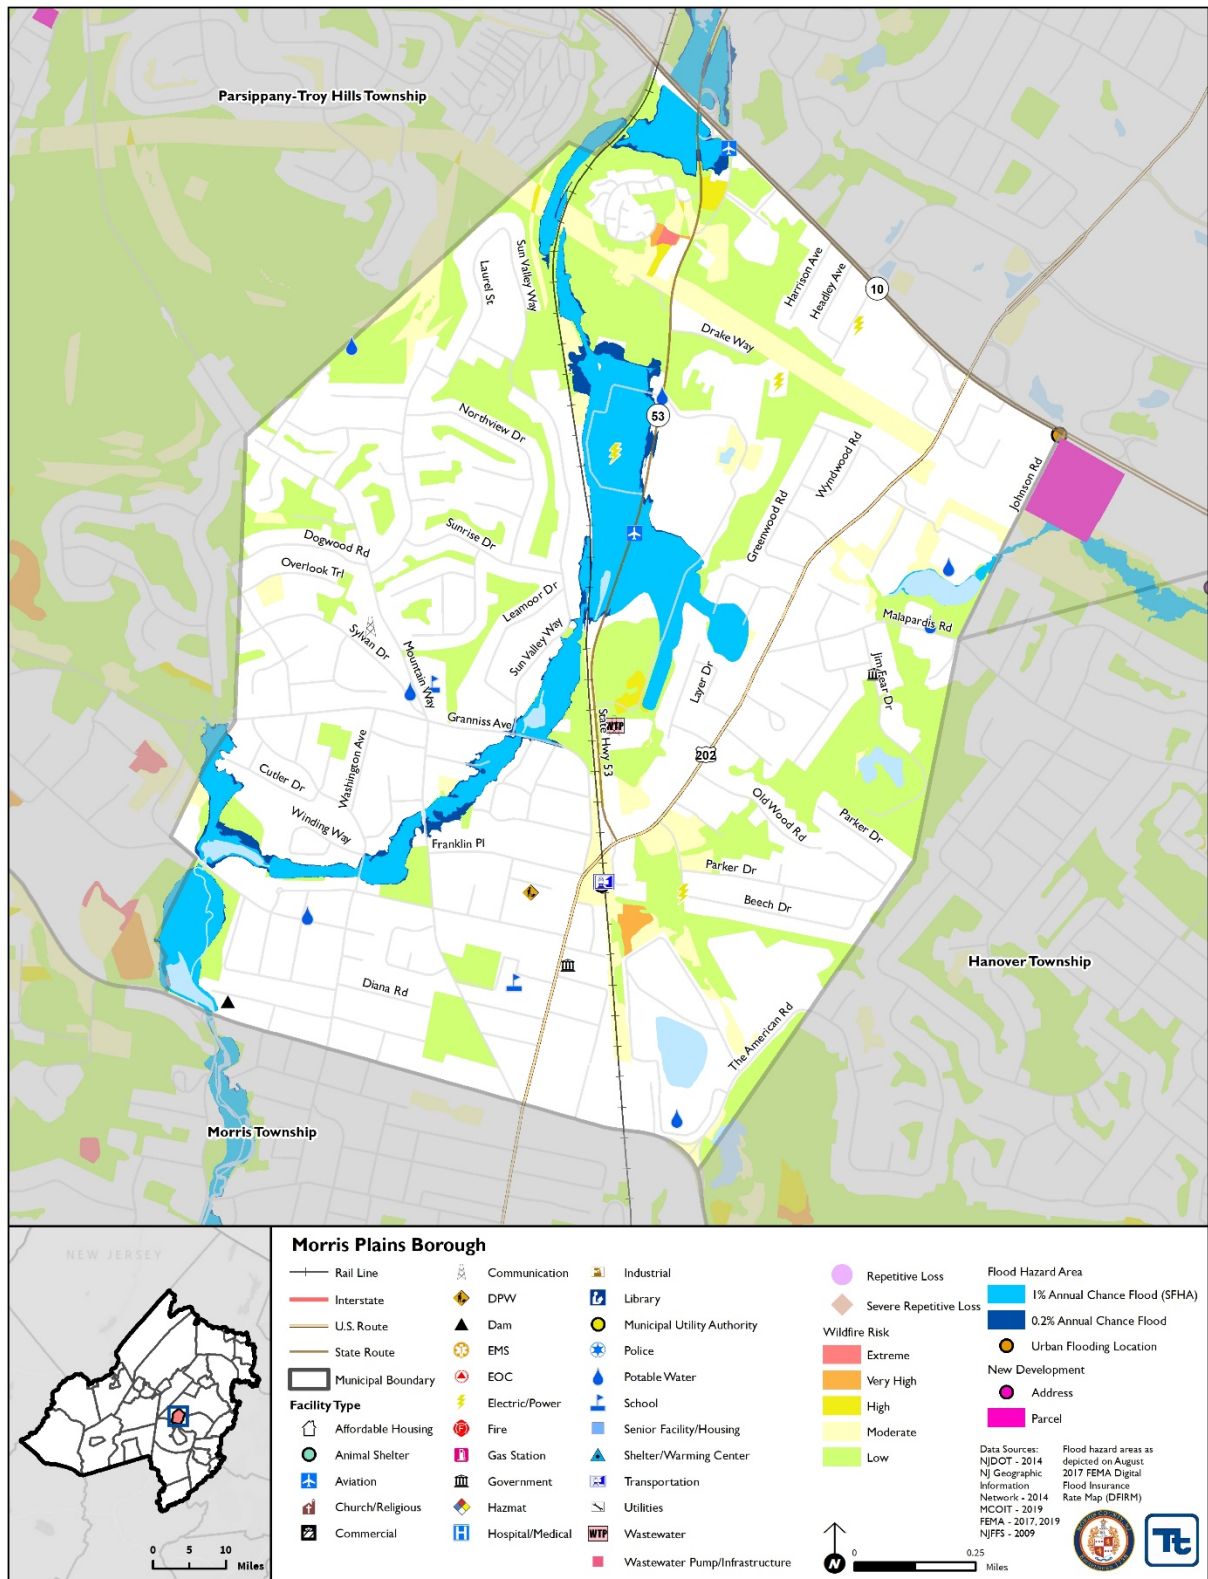 Parsippany-Troy Hills Township
Sun Valley Way
Laurel St
Harrison Ave
Headley Ave
10
Drake Way
53
Northview Dr
Wyndwood Rd
Johnson Rd
Greenwood Rd
Sunrise Dr
Dogwood Rd
Overlook Trl
Leamoor Dr
Malapardis Rd
Sylvan Dr
Sun Valley Way
Mountain Way
Jim Fear Dr
Layer Dr
Granniss Ave
State Hwy 53
WTP
202
Washington Ave
Cutler Dr
Old Wood Rd
Parker Dr
Winding Way
Franklin Pl
Parker Dr
Beech Dr
Hanover Township
Diana Rd
The American Rd
Morris Township
NEW JERSEY
0 5 10
Miles
Morris Plains Borough
Rail Line
Interstate
U.S. Route
State Route
Municipal Boundary
Facility Type
Affordable Housing
Animal Shelter
Aviation
Church/Religious
Commercial
Communication
DPW
Dam
EMS
EOC
Electric/Power
Fire
Gas Station
Government
Hazmat
H Hospital/Medical
Industrial
Library
Municipal Utility Authority
Police
Potable Water
School
Senior Facility/Housing
Shelter/Warming Center
Transportation
Utilities
WTP Wastewater
Wastewater Pump/Infrastructure
Repetitive Loss
Severe Repetitive Loss
Wildfire Risk
Extreme
Very High
High
Moderate
Low
Flood Hazard Area
1% Annual Chance Flood (SFHA)
0.2% Annual Chance Flood
Urban Flooding Location
New Development
Address
Parcel
Data Sources:
NJDOT - 2014
NJ Geographic
Information
Network - 2014
MCOIT - 2019
FEMA - 2017, 2019
NJFFS - 2009
Flood hazard areas as
depicted on August
2017 FEMA Digital
Flood Insurance
Rate Map (DFIRM)
N
0 0.25
Miles
Tt